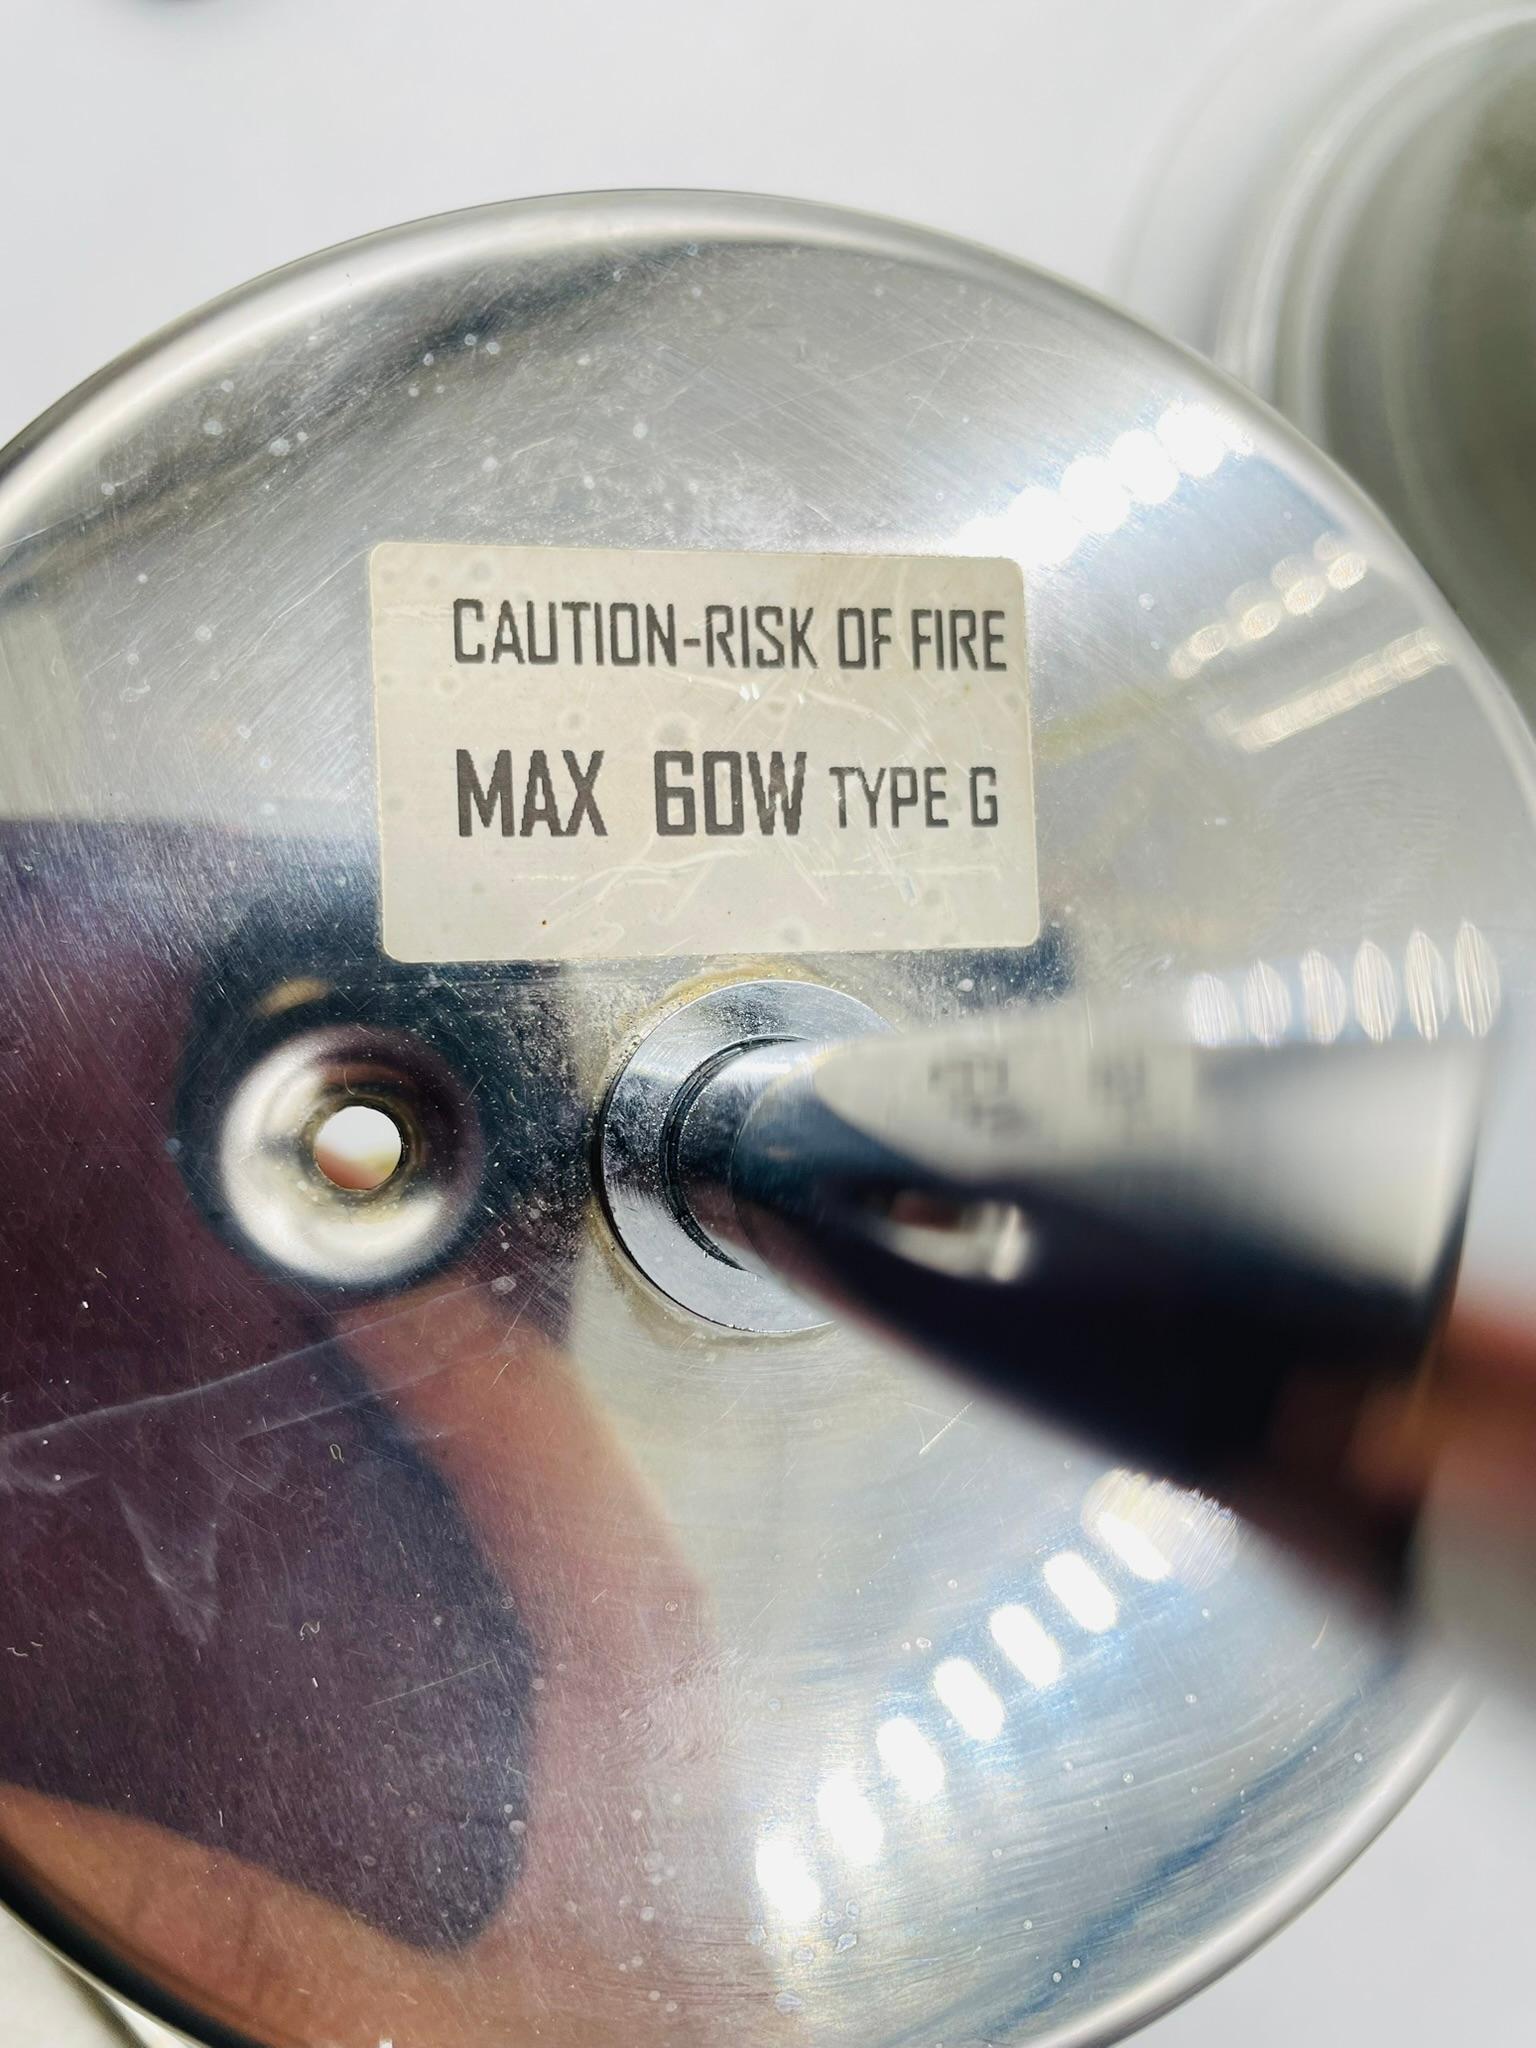 CAUTION-RISK OF FIRE
MAX 60W TYPE G